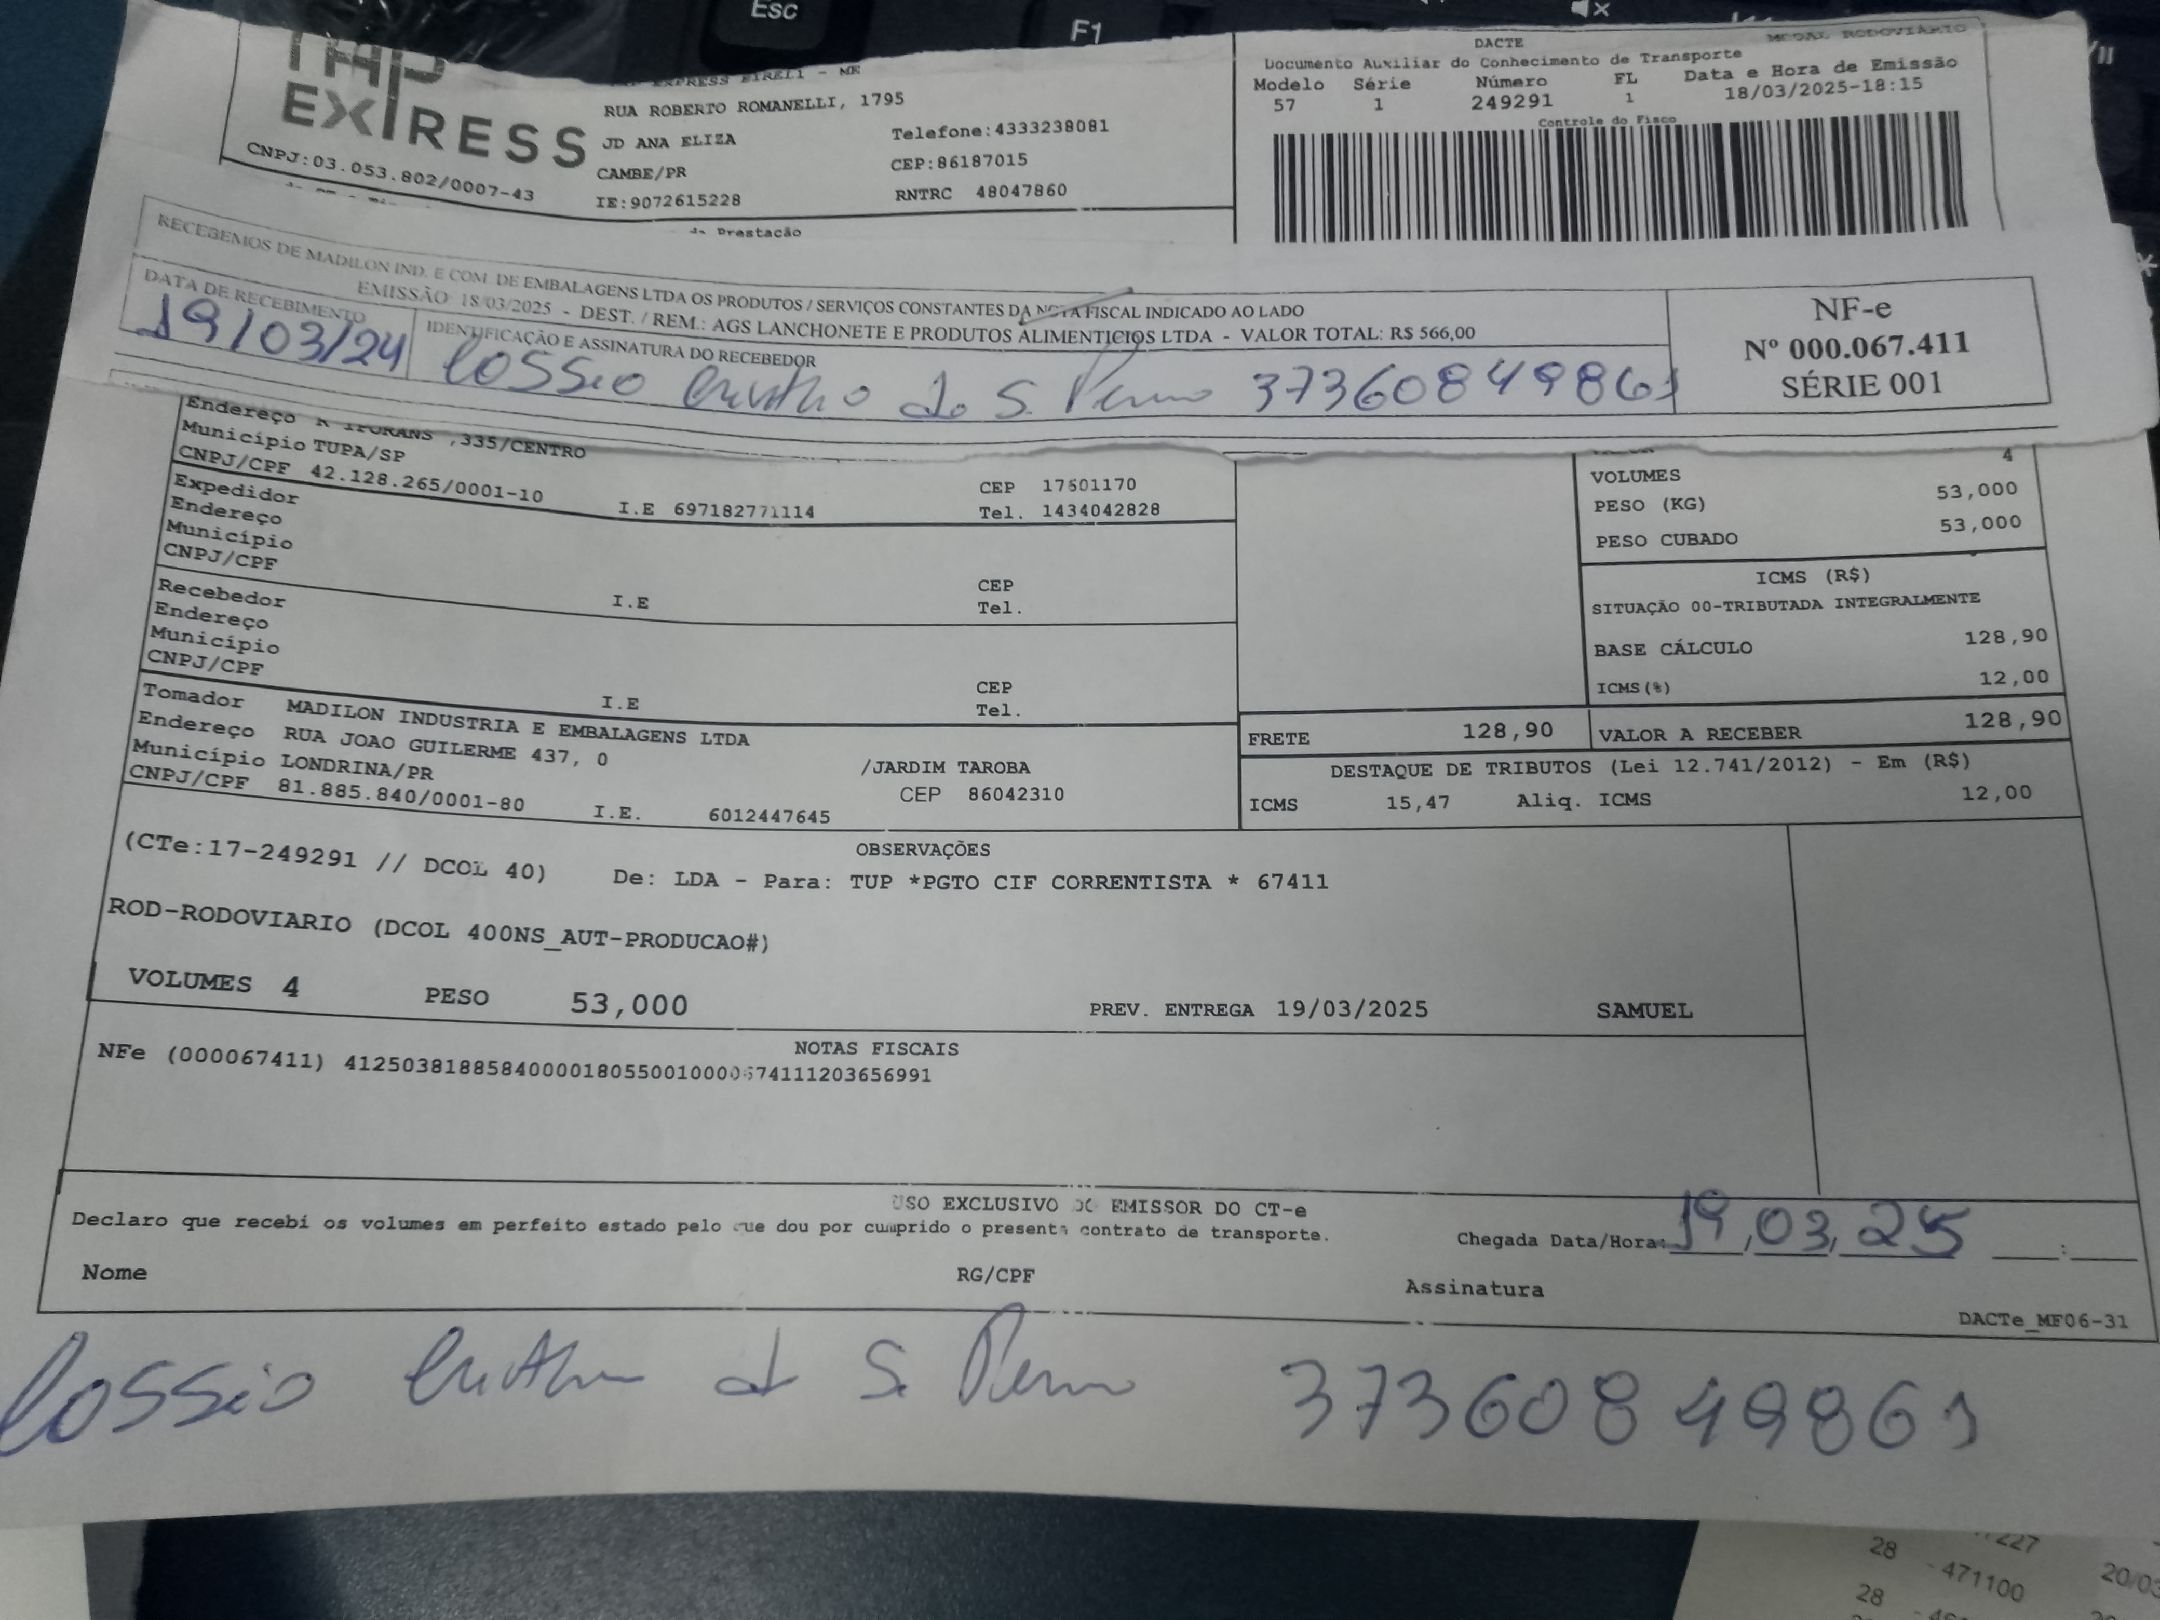 Esc
F1
TAP
EXPRESS
CNPJ:03.053.802/0007-43
EXPRESS EIRELI - ME
RUA ROBERTO ROMANELLI, 1795
JD ANA ELIZA
Telefone:4333238081
CAMBE/PR
CEP:86187015
IE:9072615228
RNTRC 48047860
DACTE
MODAL RODOVIÁRIO
Documento Auxiliar do Conhecimento de Transporte
Modelo Série Número FL Data e Hora de Emissão
57 1 249291 1 18/03/2025-18:15
Controle do Fisco
da Prestação
RECEBEMOS DE MADILON IND. E COM. DE EMBALAGENS LTDA OS PRODUTOS / SERVIÇOS CONSTANTES DA NOTA FISCAL INDICADO AO LADO
EMISSÃO 18/03/2025 - DEST. / REM.: AGS LANCHONETE E PRODUTOS ALIMENTICIOS LTDA - VALOR TOTAL: R$ 566,00
DATA DE RECEBIMENTO
19/03/24
IDENTIFICAÇÃO E ASSINATURA DO RECEBEDOR
do S. 37360849861
NF-e
Nº 000.067.411
SÉRIE 001
Endereço ,335/CENTRO
Município TUPA/SP
CNPJ/CPF 42.128.265/0001-10 I.E 697182771114
CEP 17601170
Tel. 1434042828
Expedidor
Endereço
Município
CNPJ/CPF
I.E
CEP
Tel.
Recebedor
Endereço
Município
CNPJ/CPF
I.E
CEP
Tel.
Tomador MADILON INDUSTRIA E EMBALAGENS LTDA
Endereço RUA JOAO GUILERME 437, 0 /JARDIM TAROBA
Município LONDRINA/PR CEP 86042310
CNPJ/CPF 81.885.840/0001-80 I.E. 6012447645
VOLUMES 4
PESO (KG) 53,000
PESO CUBADO 53,000
ICMS (R$)
SITUAÇÃO 00-TRIBUTADA INTEGRALMENTE
BASE CÁLCULO 128,90
ICMS(%) 12,00
FRETE 128,90 VALOR A RECEBER 128,90
DESTAQUE DE TRIBUTOS (Lei 12.741/2012) - Em (R$)
ICMS 15,47 Aliq. ICMS 12,00
OBSERVAÇÕES
(CTe:17-249291 // DCOL 40) De: LDA - Para: TUP *PGTO CIF CORRENTISTA * 67411
ROD-RODOVIARIO (DCOL 400NS_AUT-PRODUCAO#)
VOLUMES 4 PESO 53,000 PREV. ENTREGA 19/03/2025 SAMUEL
NOTAS FISCAIS
NFe (000067411) 41250381885840000180550010000674111203656991
USO EXCLUSIVO DO EMISSOR DO CT-e
Declaro que recebi os volumes em perfeito estado pelo que dou por cumprido o presente contrato de transporte.
Chegada Data/Hora: 19,03,25 :
Nome RG/CPF Assinatura
DACTe_MF06-31
S. 37360849861
28 -471100
28